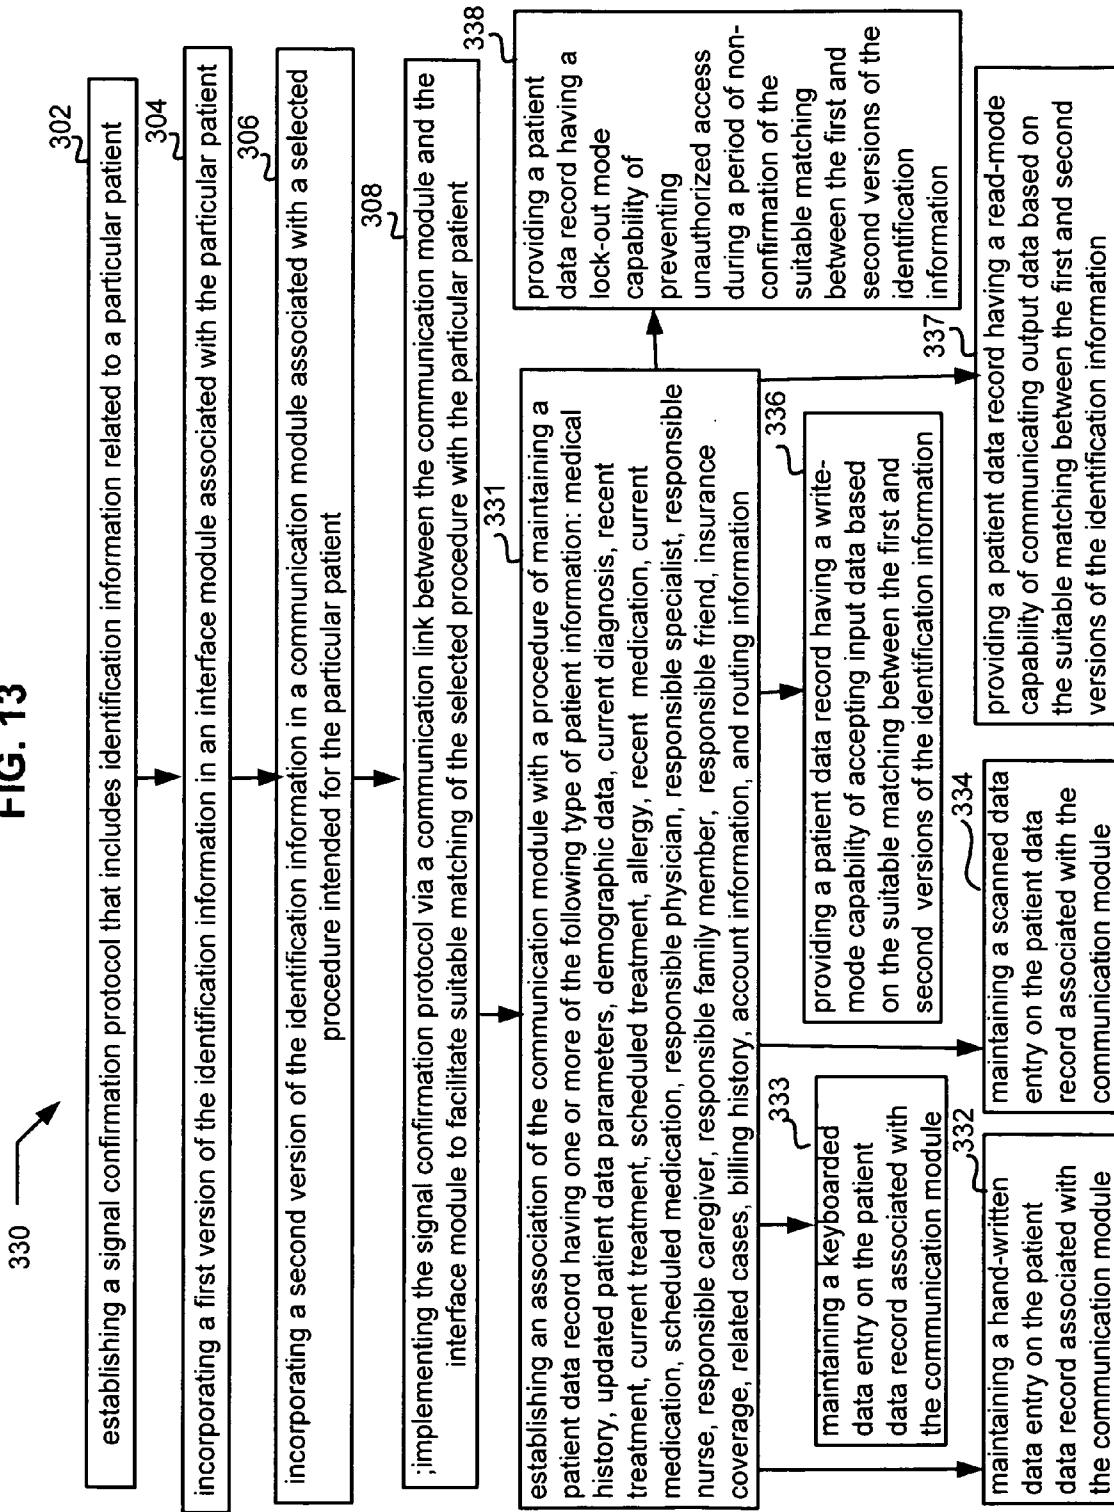 FIG. 13
330
302
establishing a signal confirmation protocol that includes identification information related to a particular patient
304
incorporating a first version of the identification information in an interface module associated with the particular patient
306
incorporating a second version of the identification information in a communication module associated with a selected
procedure intended for the particular patient
308
;implementing the signal confirmation protocol via a communication link between the communication module and the
interface module to facilitate suitable matching of the selected procedure with the particular patient
331
establishing an association of the communication module with a procedure of maintaining a
patient data record having one or more of the following type of patient information: medical
history, updated patient data parameters, demographic data, current diagnosis, recent
treatment, current treatment, scheduled treatment, allergy, recent medication, current
medication, scheduled medication, responsible physician, responsible specialist, responsible
nurse, responsible caregiver, responsible family member, responsible friend, insurance
coverage, related cases, billing history, account information, and routing information
338
providing a patient
data record having a
lock-out mode
capability of
preventing
unauthorized access
during a period of non-
confirmation of the
suitable matching
between the first and
second versions of the
identification
information
333
maintaining a keyboarded
data entry on the patient
data record associated with
the communication module
336
providing a patient data record having a write-
mode capability of accepting input data based
on the suitable matching between the first and
second versions of the identification information
332
maintaining a hand-written
data entry on the patient
data record associated with
the communication module
334
maintaining a scanned data
entry on the patient data
record associated with the
communication module
337
providing a patient data record having a read-mode
capability of communicating output data based on
the suitable matching between the first and second
versions of the identification information